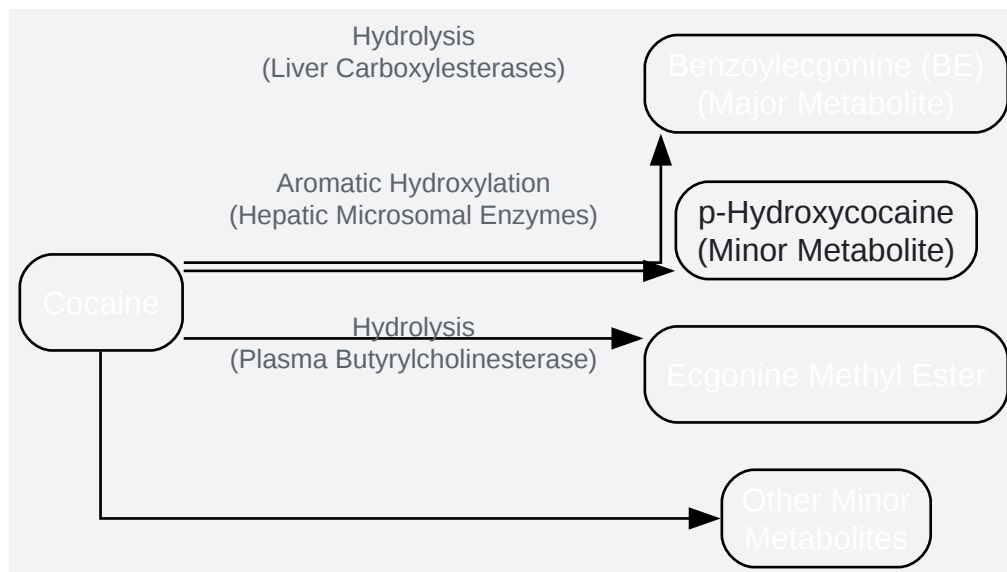 Hydrolysis
(Liver Carboxylesterases)
Benzoylecgonine (BE)
(Major Metabolite)
Aromatic Hydroxylation
(Hepatic Microsomal Enzymes)
p-Hydroxycocaine
(Minor Metabolite)
Cocaine
Hydrolysis
(Plasma Butyrylcholinesterase)
Ecgonine Methyl Ester
Other Minor
Metabolites